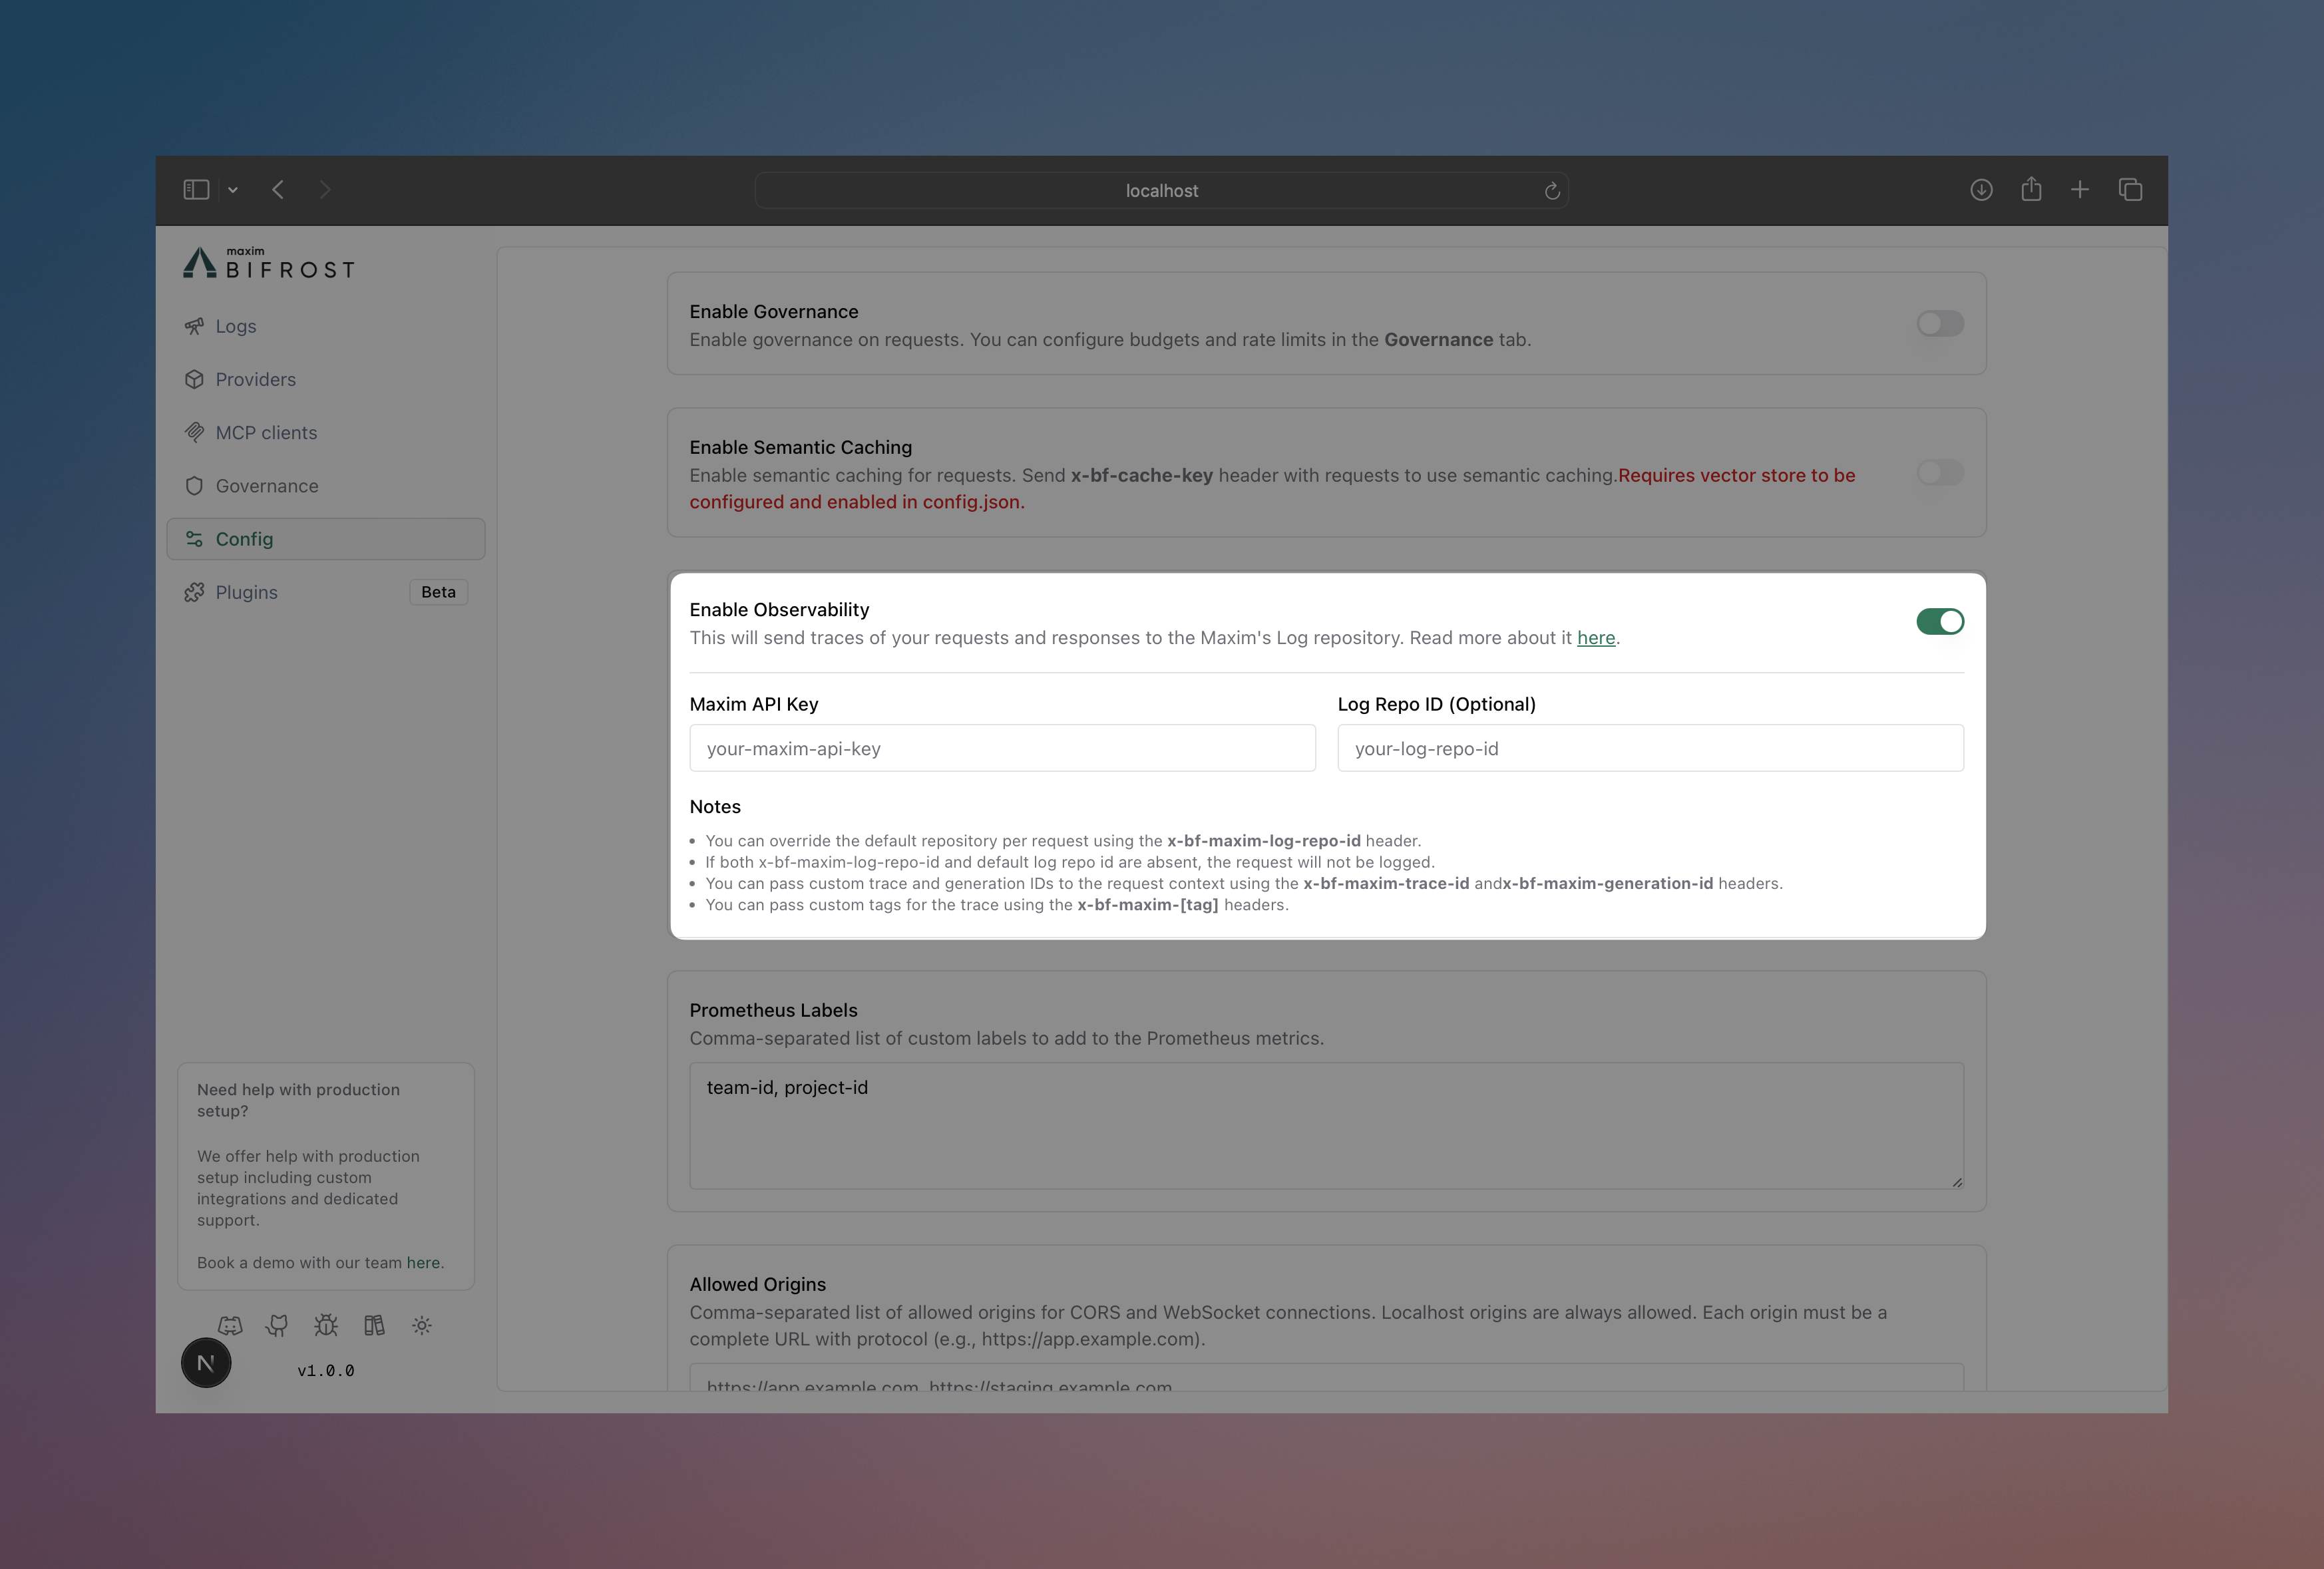 localhost
maxim
BIFROST
Logs
Providers
MCP clients
Governance
Config
Plugins
Beta
Need help with production
setup?
We offer help with production
setup including custom
integrations and dedicated
support.
Book a demo with our team here.
N
v1.0.0
Enable Governance
Enable governance on requests. You can configure budgets and rate limits in the Governance tab.
Enable Semantic Caching
Enable semantic caching for requests. Send x-bf-cache-key header with requests to use semantic caching.Requires vector store to be
configured and enabled in config.json.
Enable Observability
This will send traces of your requests and responses to the Maxim's Log repository. Read more about it here.
Maxim API Key
Log Repo ID (Optional)
your-maxim-api-key
your-log-repo-id
Notes
• You can override the default repository per request using the x-bf-maxim-log-repo-id header.
• If both x-bf-maxim-log-repo-id and default log repo id are absent, the request will not be logged.
• You can pass custom trace and generation IDs to the request context using the x-bf-maxim-trace-id andx-bf-maxim-generation-id headers.
• You can pass custom tags for the trace using the x-bf-maxim-[tag] headers.
Prometheus Labels
Comma-separated list of custom labels to add to the Prometheus metrics.
team-id, project-id
Allowed Origins
Comma-separated list of allowed origins for CORS and WebSocket connections. Localhost origins are always allowed. Each origin must be a
complete URL with protocol (e.g., https://app.example.com).
https://app.example.com, https://staging.example.com